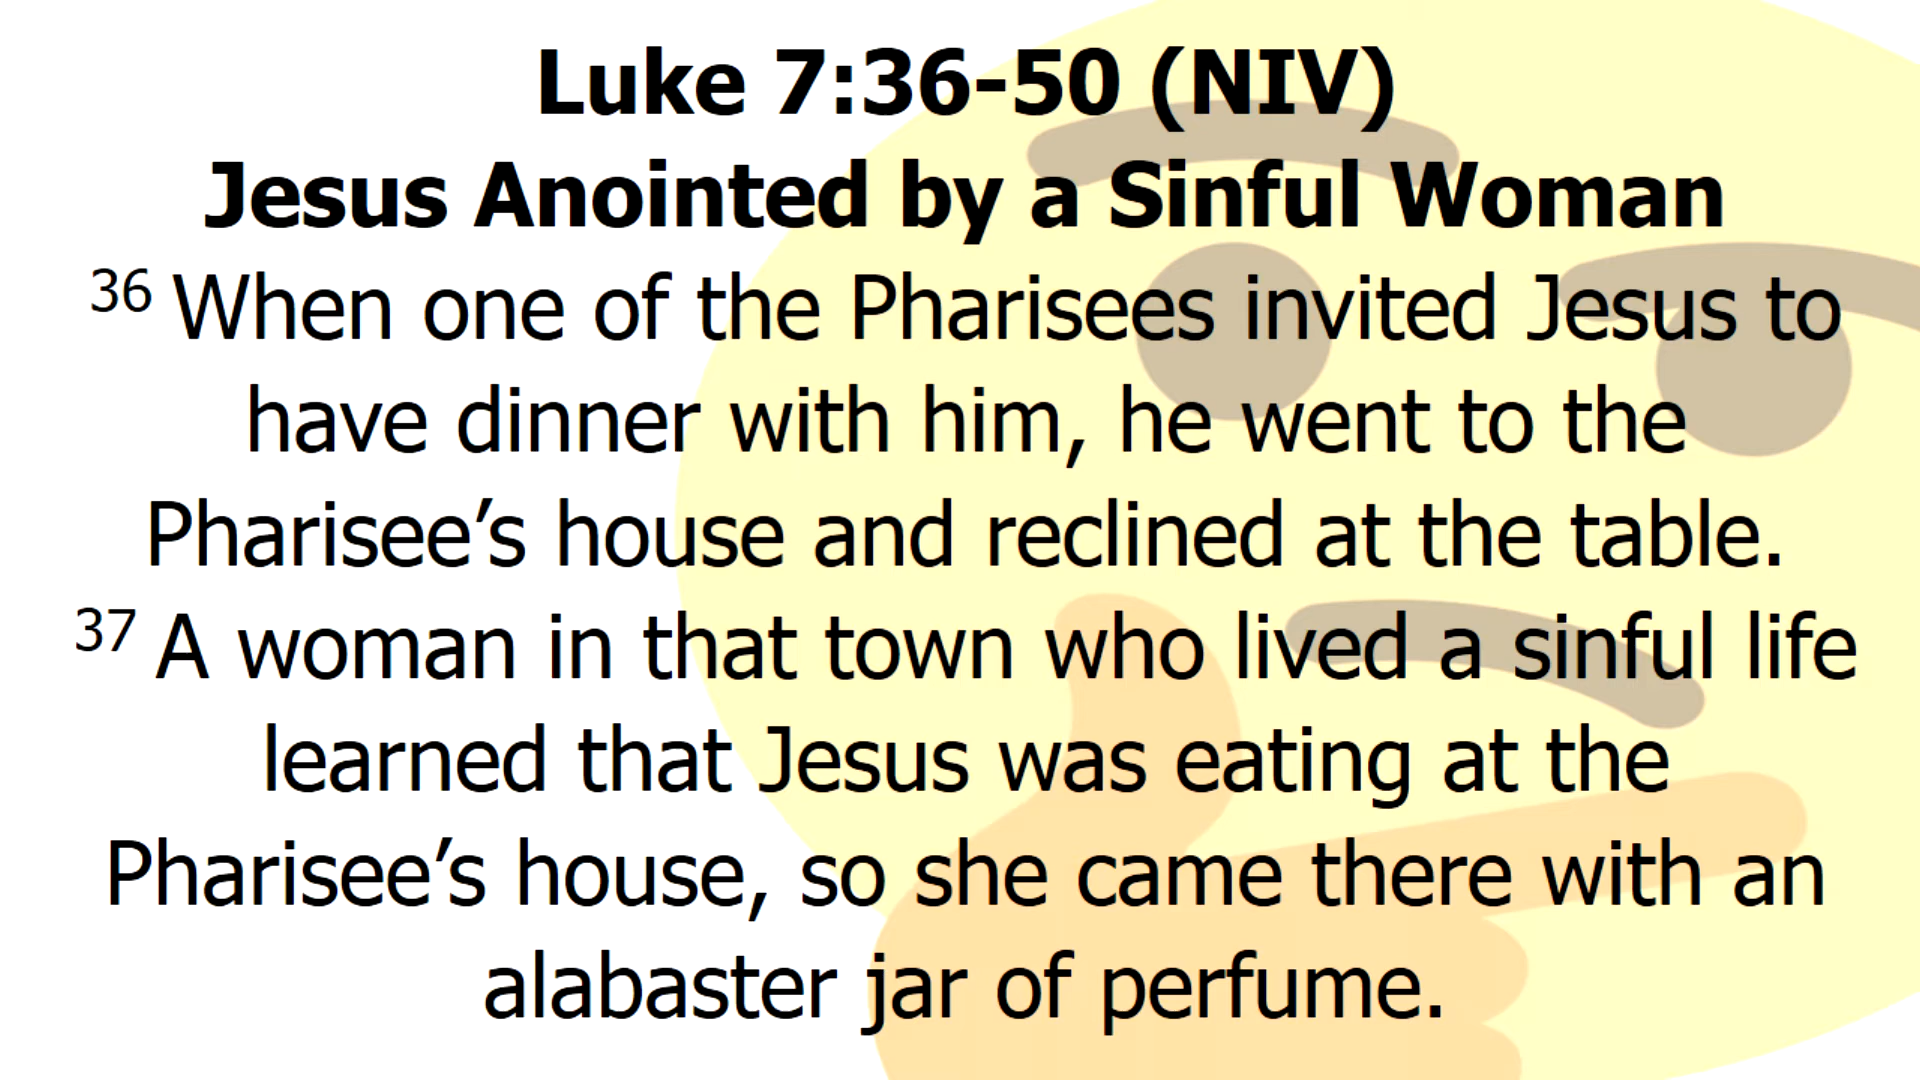 Luke 7:36-50 (NIV)
Jesus Anointed by a Sinful Woman
36 When one of the Pharisees invited Jesus to
have dinner with him, he went to the
Pharisee’s house and reclined at the table.
37 A woman in that town who lived a sinful life
learned that Jesus was eating at the
Pharisee’s house, so she came there with an
alabaster jar of perfume.